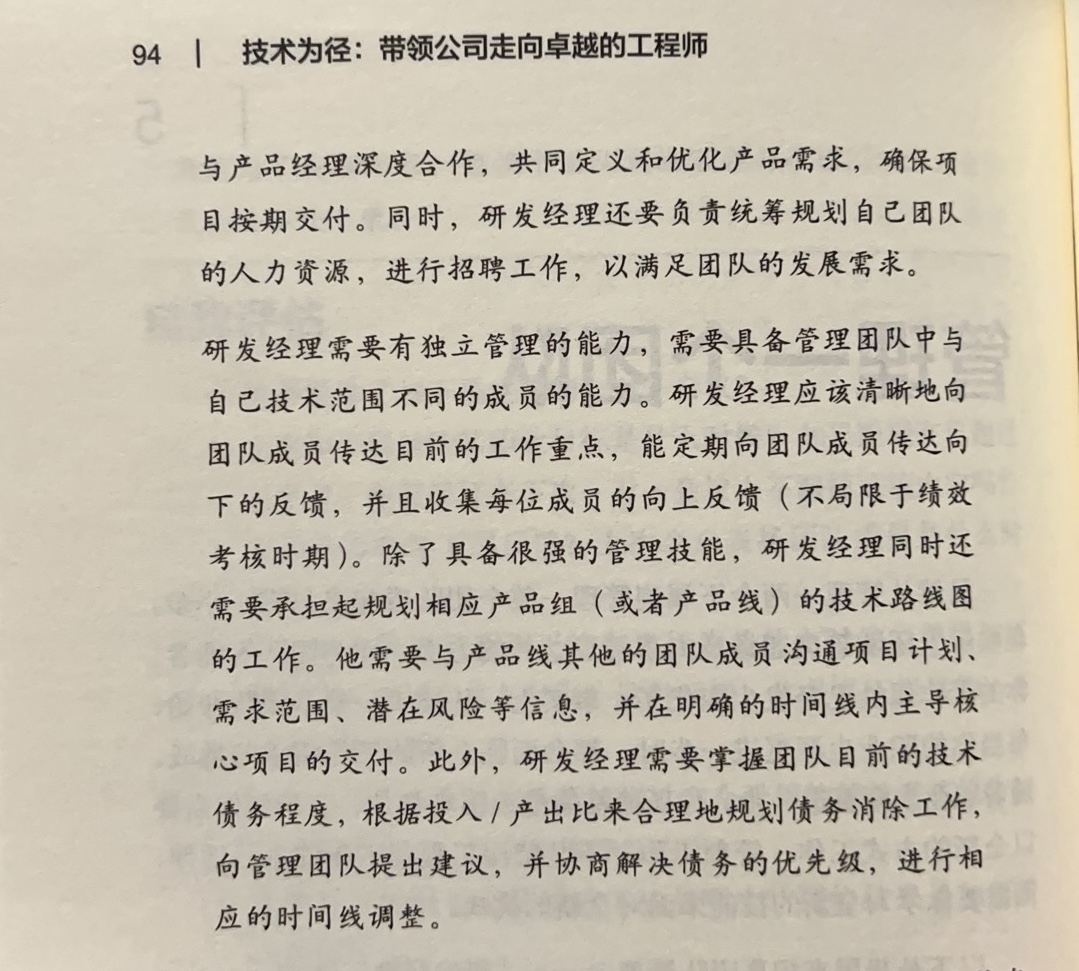 94 | 技术为径：带领公司走向卓越的工程师
与产品经理深度合作，共同定义和优化产品需求，确保项
目按期交付。同时，研发经理还要负责统筹规划自己团队
的人力资源，进行招聘工作，以满足团队的发展需求。
研发经理需要有独立管理的能力，需要具备管理团队中与
自己技术范围不同的成员的能力。研发经理应该清晰地向
团队成员传达目前的工作重点，能定期向团队成员传达向
下的反馈，并且收集每位成员的向上反馈（不局限于绩效
考核时期）。除了具备很强的管理技能，研发经理同时还
需要承担起规划相应产品组（或者产品线）的技术路线图
的工作。他需要与产品线其他的团队成员沟通项目计划、
需求范围、潜在风险等信息，并在明确的时间线内主导核
心项目的交付。此外，研发经理需要掌握团队目前的技术
债务程度，根据投入 / 产出比来合理地规划债务消除工作，
向管理团队提出建议，并协商解决债务的优先级，进行相
应的时间线调整。